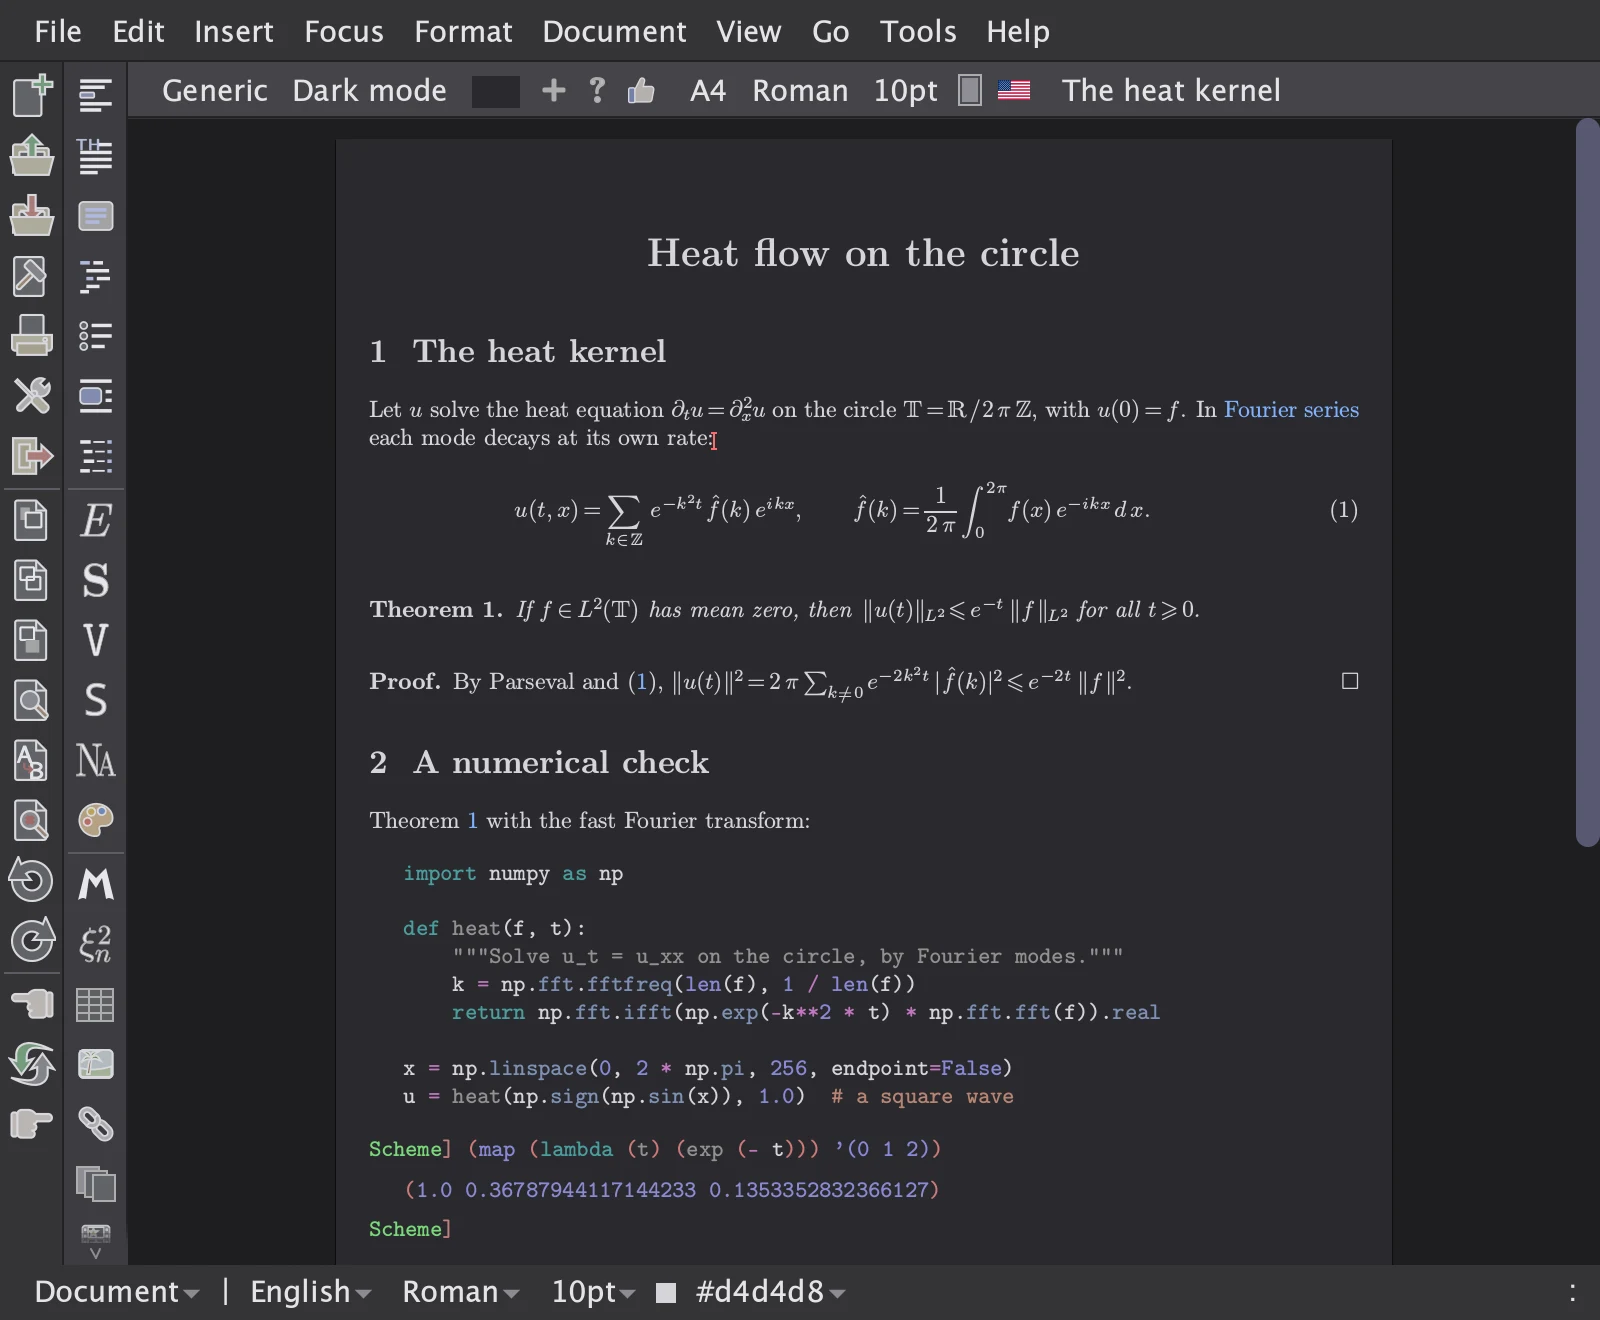 File Edit Insert Focus Format Document View Go Tools Help
Generic Dark mode + ? A4 Roman 10pt The heat kernel
Heat flow on the circle
1 The heat kernel
Let u solve the heat equation ∂ₜu = ∂ₓ²u on the circle 𝕋 = ℝ/2 π ℤ, with u(0) = f. In Fourier series
each mode decays at its own rate:
u(t, x) = ∑_{k∈ℤ} e^{−k²t} f̂(k) e^{ikx}, f̂(k) = 1/(2 π) ∫_0^{2π} f(x) e^{−ikx} d x. (1)
Theorem 1. If f ∈ L²(𝕋) has mean zero, then ‖u(t)‖_{L²} ⩽ e^{−t} ‖f‖_{L²} for all t ⩾ 0.
Proof. By Parseval and (1), ‖u(t)‖² = 2 π ∑_{k≠0} e^{−2k²t} |f̂(k)|² ⩽ e^{−2t} ‖f‖². □
2 A numerical check
Theorem 1 with the fast Fourier transform:
import numpy as np
def heat(f, t):
"""Solve u_t = u_xx on the circle, by Fourier modes."""
k = np.fft.fftfreq(len(f), 1 / len(f))
return np.fft.ifft(np.exp(-k**2 * t) * np.fft.fft(f)).real
x = np.linspace(0, 2 * np.pi, 256, endpoint=False)
u = heat(np.sign(np.sin(x)), 1.0) # a square wave
Scheme] (map (lambda (t) (exp (- t))) ’(0 1 2))
(1.0 0.36787944117144233 0.1353352832366127)
Scheme]
TH
E
S
V
S
NA
A B
M
ξ²ₙ
Document | English Roman 10pt #d4d4d8 :